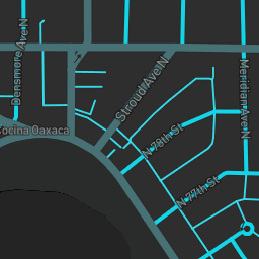 Densmore Ave N
Stroud Ave N
Meridian Ave N
Cocina Oaxaca
N 78th St
N 77th St